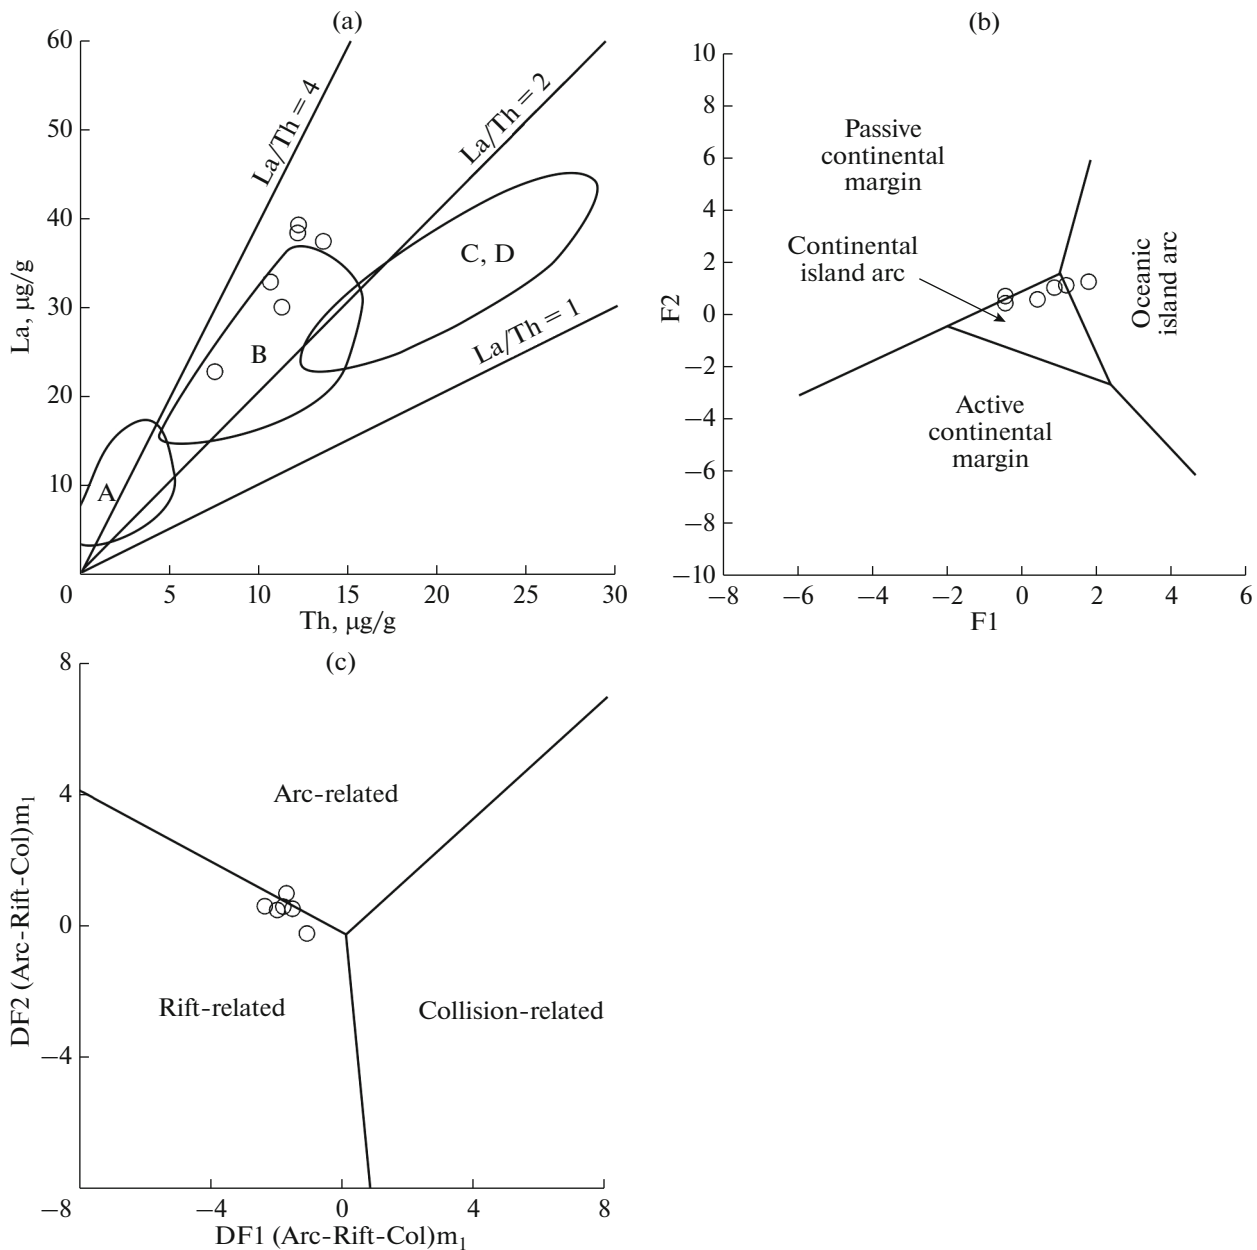 (a)
60
50
40
30
20
10
0
5
10
15
20
25
30
La, µg/g
Th, µg/g
La/Th = 4
La/Th = 2
La/Th = 1
A
B
C, D
(b)
10
8
6
4
2
0
−2
−4
−6
−8
−10
−8
−6
−4
−2
0
2
4
6
F2
F1
Passive
continental
margin
Continental
island arc
Oceanic
island arc
Active
continental
margin
(c)
8
4
0
−4
−8
−4
0
4
8
DF2 (Arc-Rift-Col)m₁
DF1 (Arc-Rift-Col)m₁
Arc-related
Rift-related
Collision-related